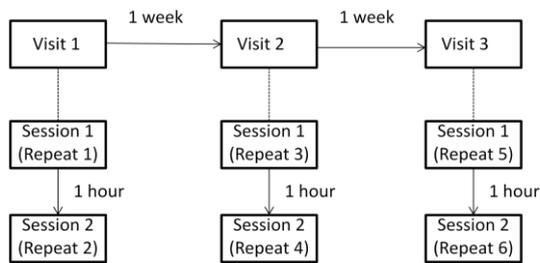 1 week
1 week
Visit 1
Visit 2
Visit 3
Session 1
(Repeat 1)
Session 1
(Repeat 3)
Session 1
(Repeat 5)
1 hour
1 hour
1 hour
Session 2
(Repeat 2)
Session 2
(Repeat 4)
Session 2
(Repeat 6)